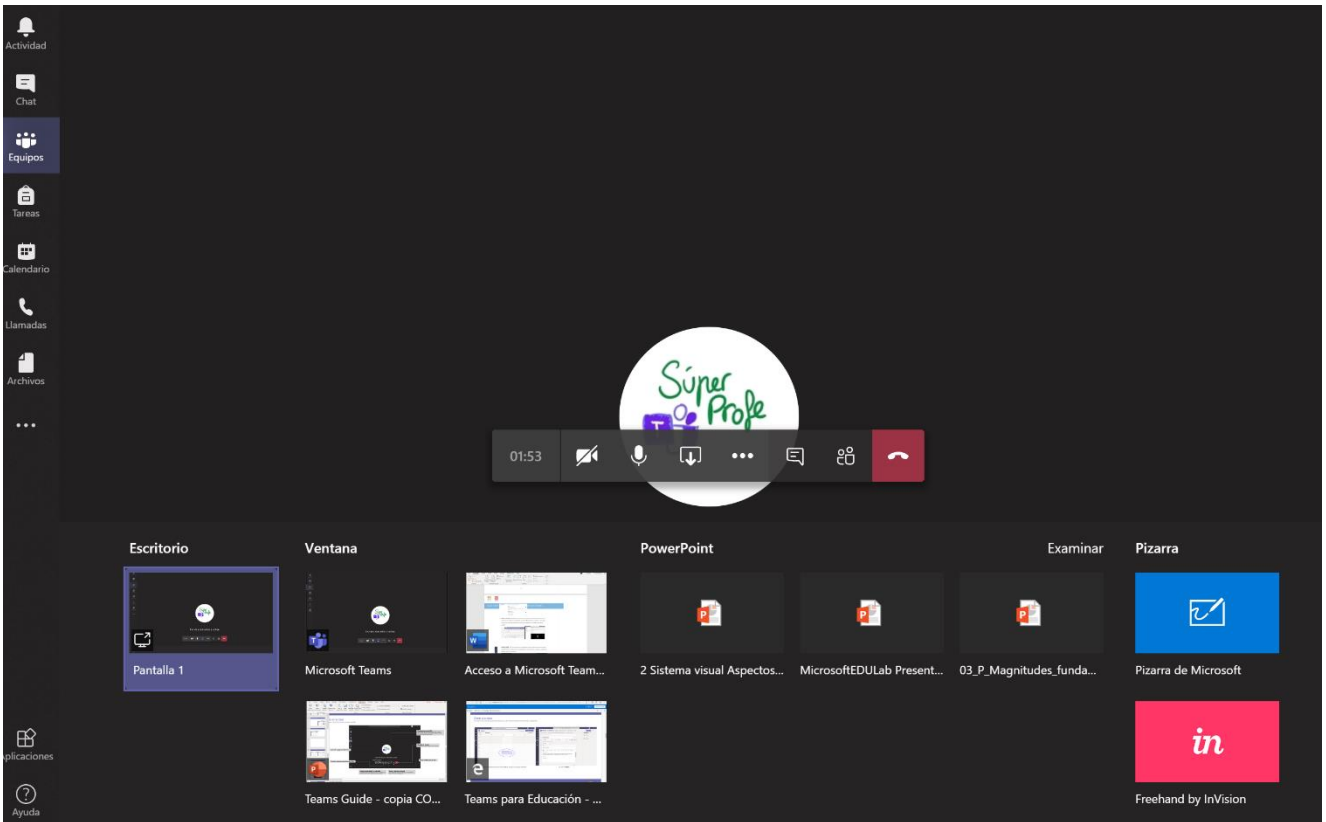 Actividad
Chat
Equipos
Tareas
Calendario
Llamadas
Archivos
plicaciones
Ayuda
Súper
Profe
T
01:53
Escritorio
Ventana
PowerPoint
Examinar
Pizarra
Pantalla 1
Microsoft Teams
Acceso a Microsoft Team...
2 Sistema visual Aspectos...
MicrosoftEDULab Present...
03_P_Magnitudes_funda...
Pizarra de Microsoft
Teams Guide - copia CO...
Teams para Educación - ...
in
Freehand by InVision